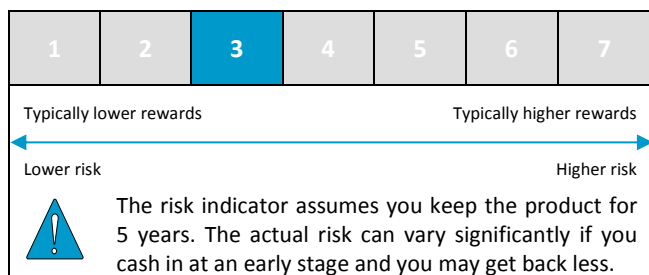 1 2 3 4 5 6 7
Typically lower rewards Typically higher rewards
Lower risk Higher risk
The risk indicator assumes you keep the product for
5 years. The actual risk can vary significantly if you
cash in at an early stage and you may get back less.